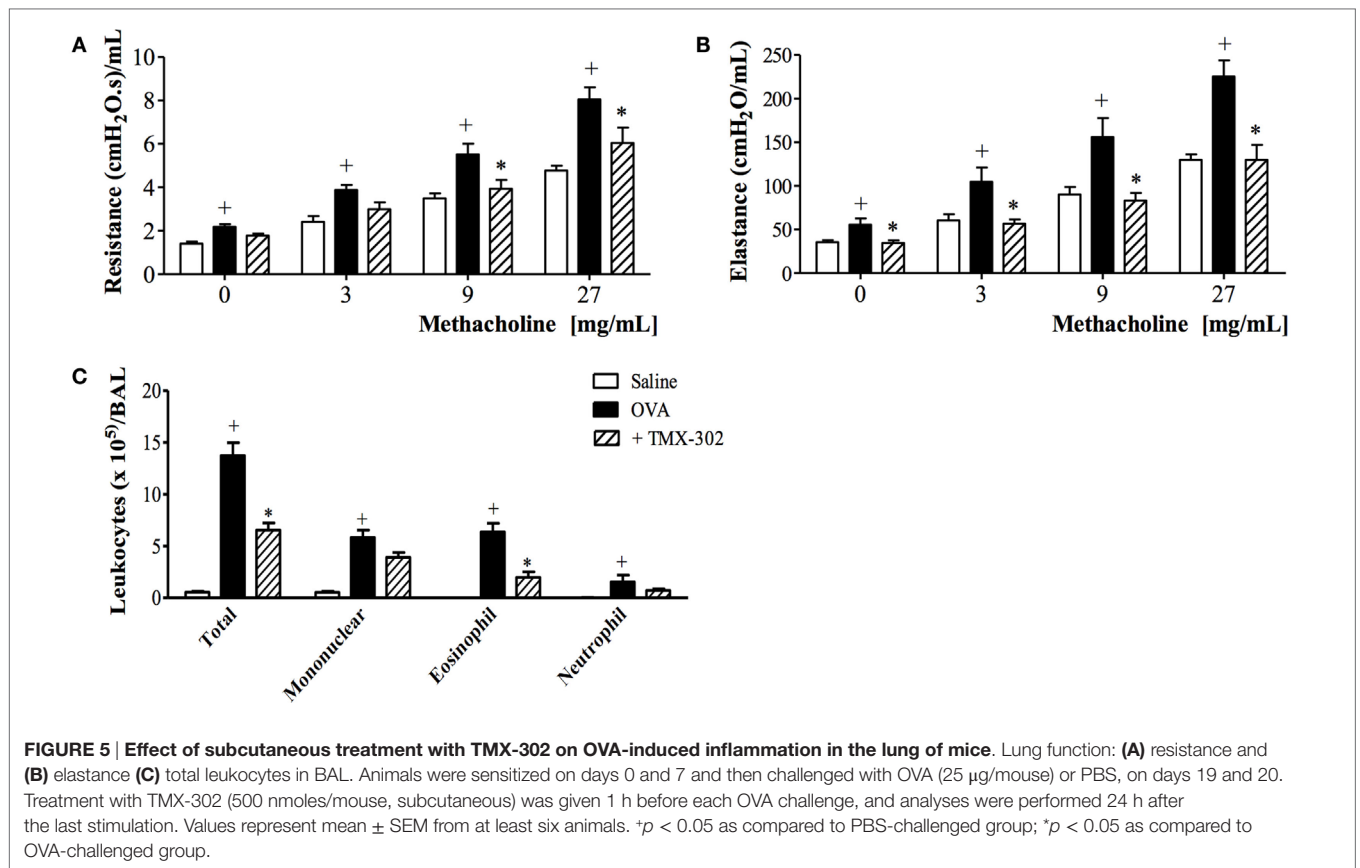 A
Resistance (cmH₂O.s)/mL
10
8
6
4
2
0
+
+
+
*
+
*
0 3 9 27
Methacholine [mg/mL]
B
Elastance (cmH₂O/mL)
250
200
150
100
50
0
+
*
+
*
+
*
+
*
0 3 9 27
Methacholine [mg/mL]
C
Leukocytes (x 10⁵)/BAL
20
15
10
5
0
+
*
+
+
*
+
Total
Mononuclear
Eosinophil
Neutrophil
Saline
OVA
+ TMX-302
FIGURE 5 | Effect of subcutaneous treatment with TMX-302 on OVA-induced inflammation in the lung of mice. Lung function: (A) resistance and
(B) elastance (C) total leukocytes in BAL. Animals were sensitized on days 0 and 7 and then challenged with OVA (25 μg/mouse) or PBS, on days 19 and 20.
Treatment with TMX-302 (500 nmoles/mouse, subcutaneous) was given 1 h before each OVA challenge, and analyses were performed 24 h after
the last stimulation. Values represent mean ± SEM from at least six animals. ⁺p < 0.05 as compared to PBS-challenged group; *p < 0.05 as compared to
OVA-challenged group.